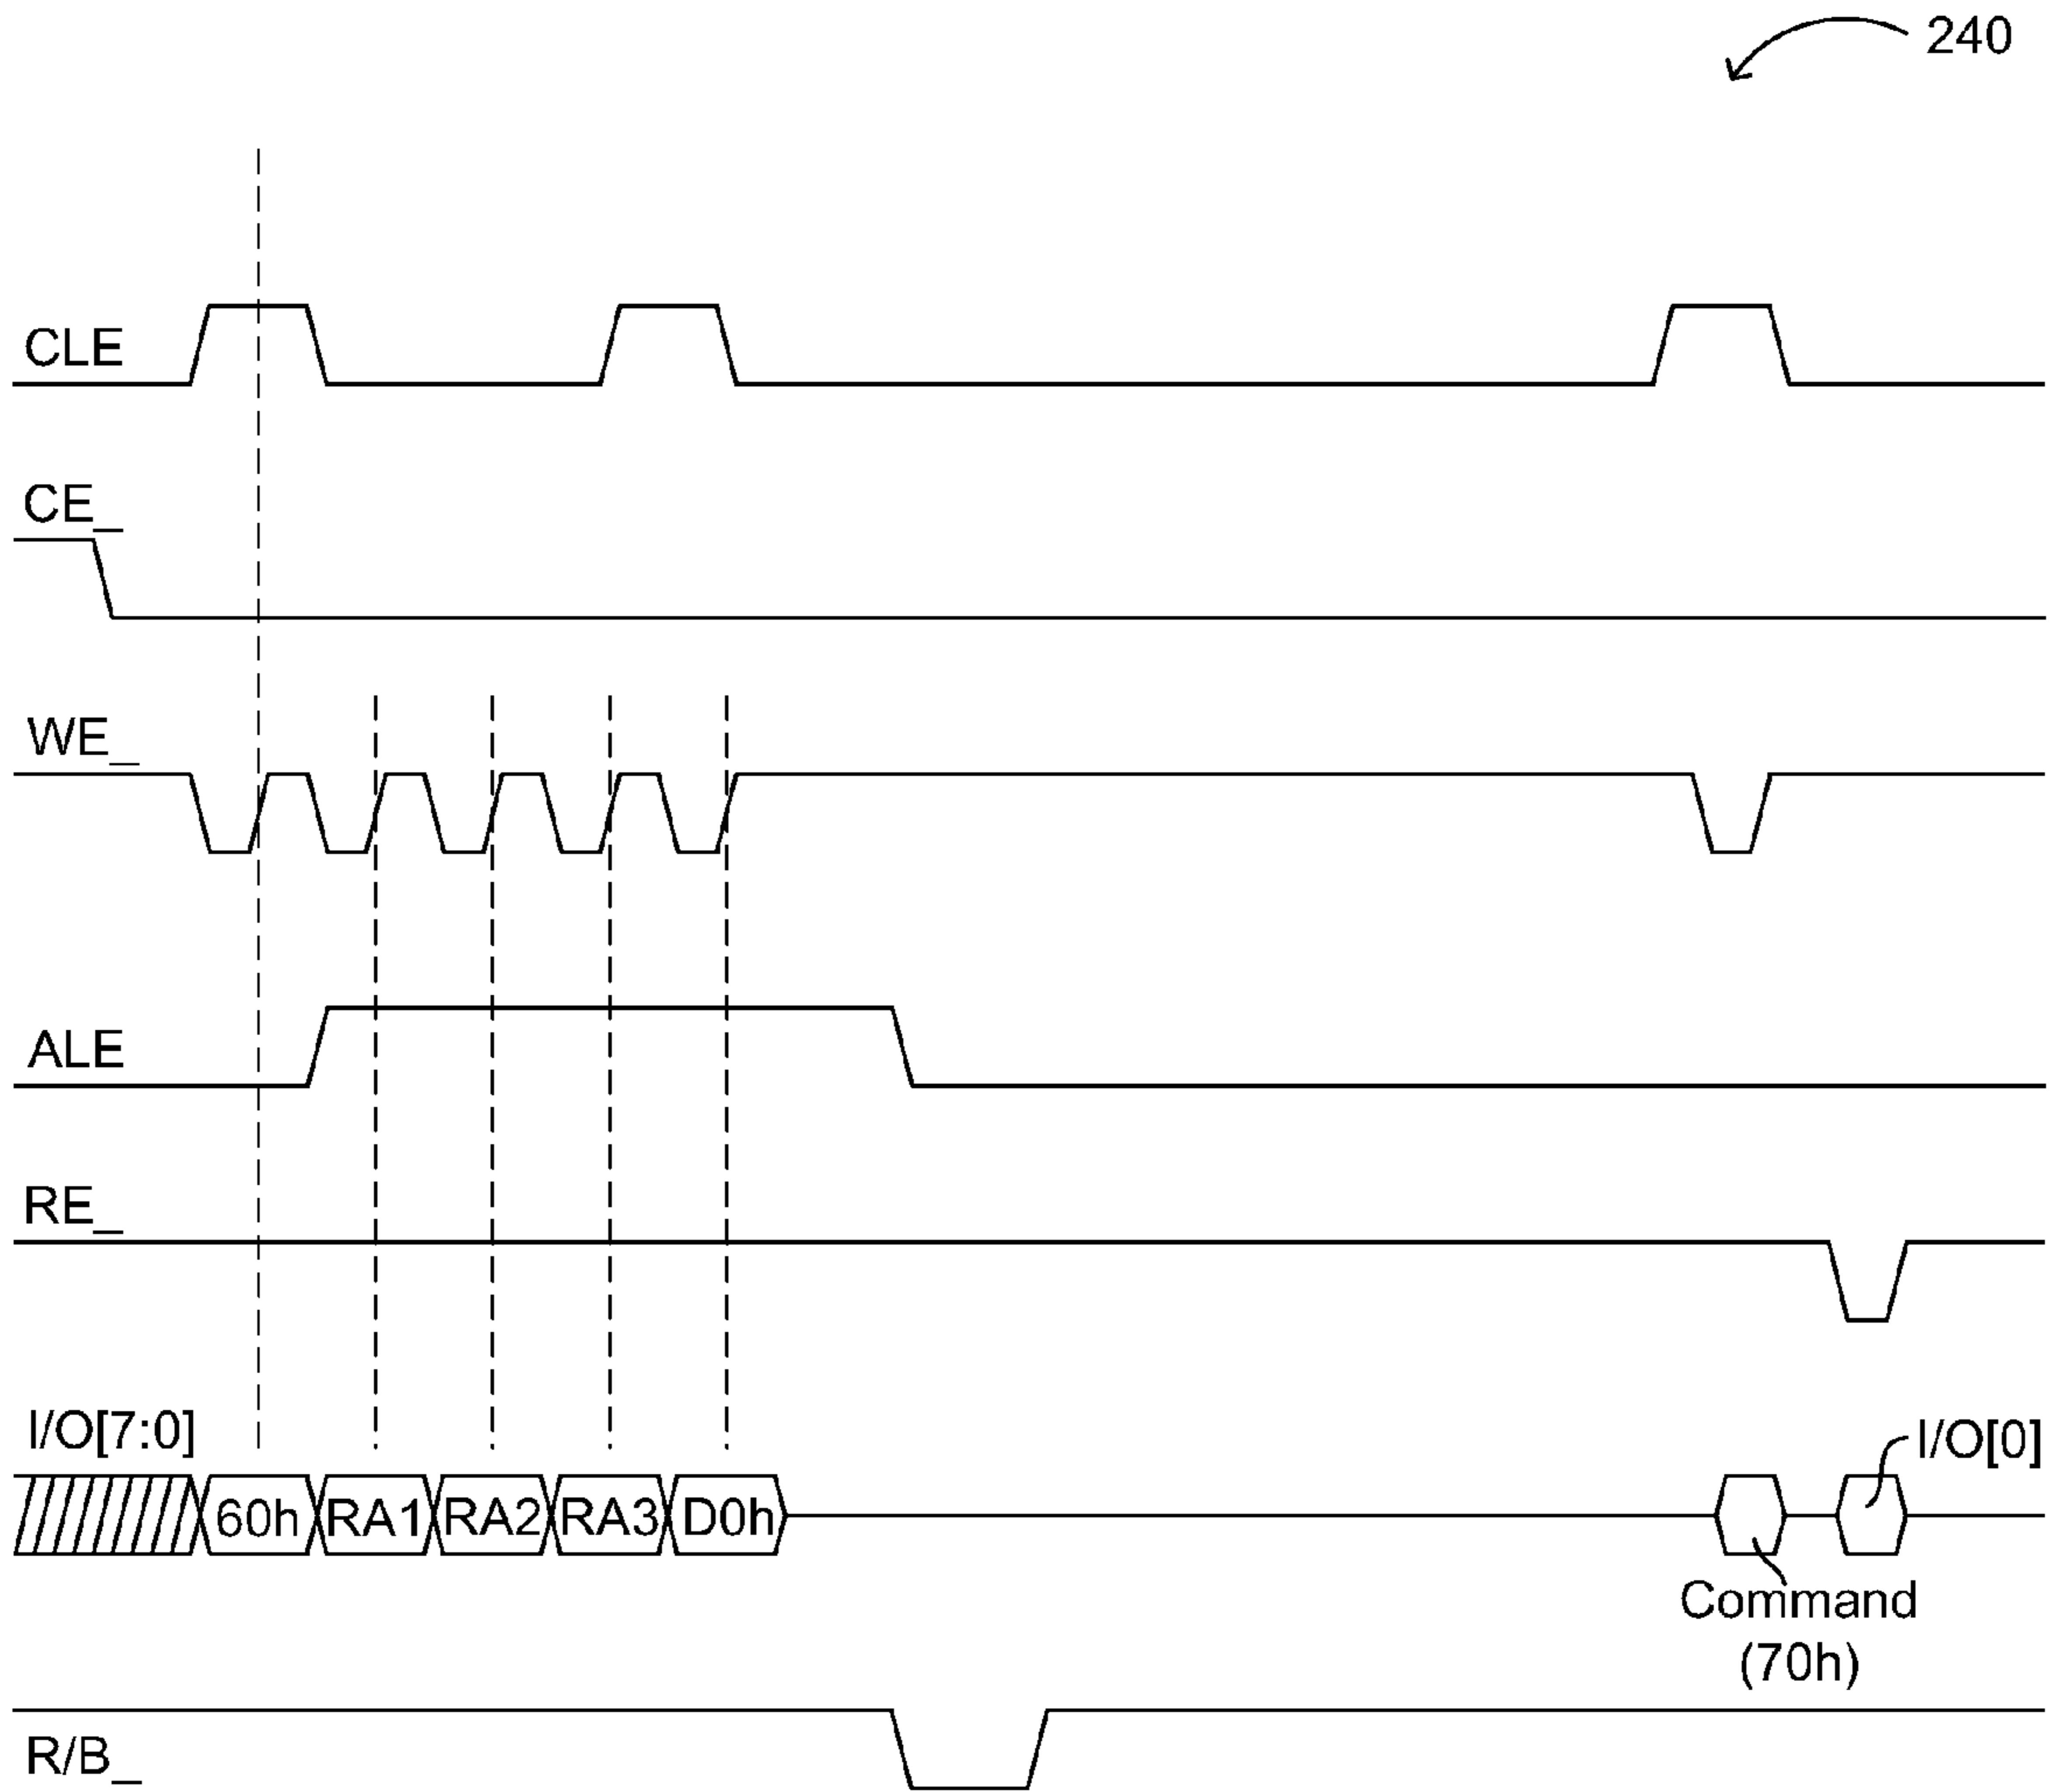 240
CLE
CE_
WE_
ALE
RE_
I/O[7:0]
I/O[0]
60h
RA1
RA2
RA3
D0h
Command
(70h)
R/B_